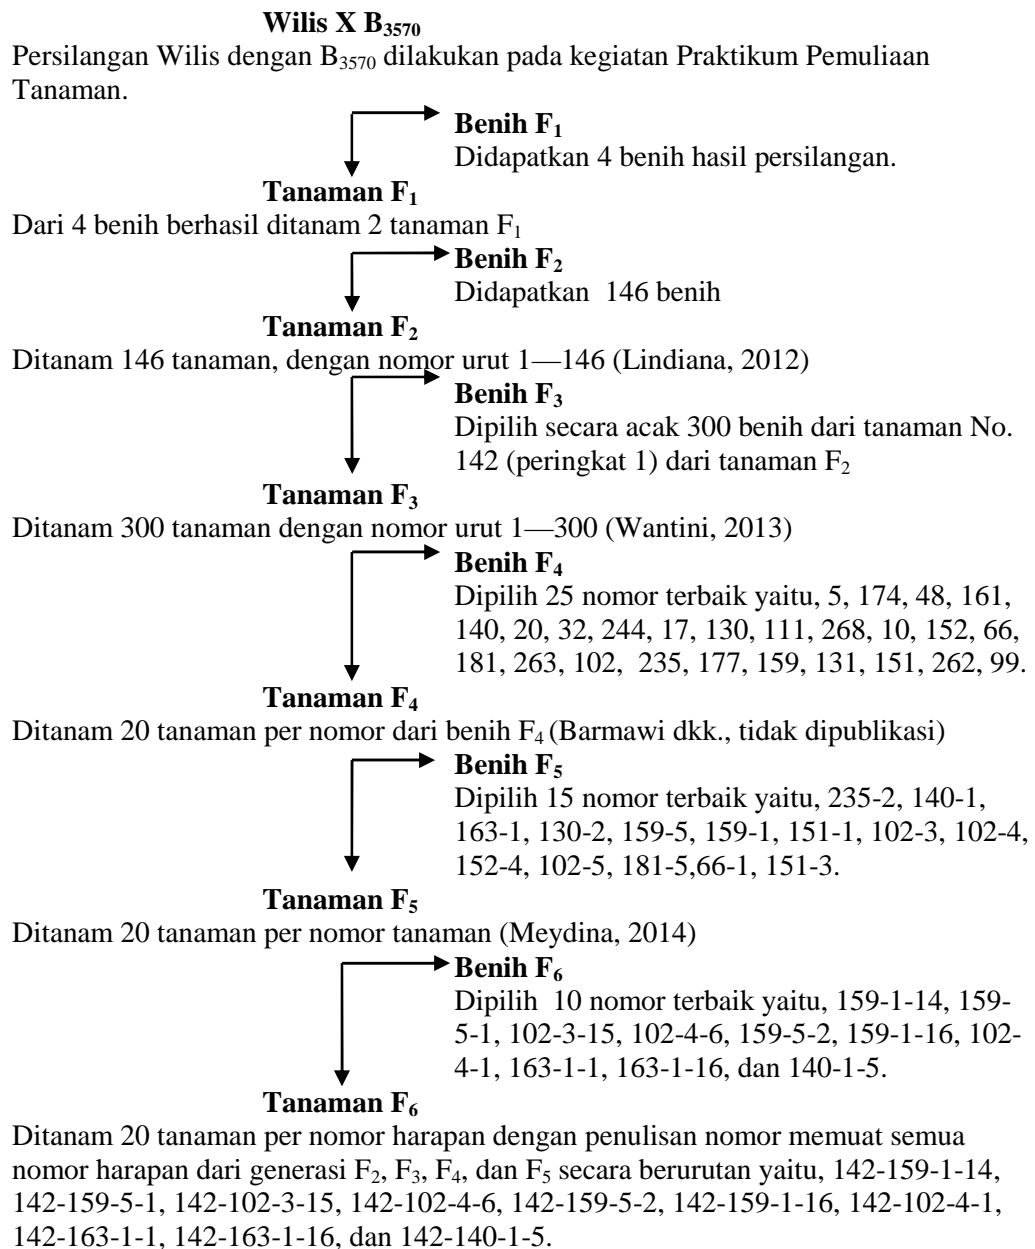 Wilis X B3570
Persilangan Wilis dengan B3570 dilakukan pada kegiatan Praktikum Pemuliaan
Tanaman.
Benih F1
Didapatkan 4 benih hasil persilangan.
Tanaman F1
Dari 4 benih berhasil ditanam 2 tanaman F1
Benih F2
Didapatkan 146 benih
Tanaman F2
Ditanam 146 tanaman, dengan nomor urut 1—146 (Lindiana, 2012)
Benih F3
Dipilih secara acak 300 benih dari tanaman No.
142 (peringkat 1) dari tanaman F2
Tanaman F3
Ditanam 300 tanaman dengan nomor urut 1—300 (Wantini, 2013)
Benih F4
Dipilih 25 nomor terbaik yaitu, 5, 174, 48, 161,
140, 20, 32, 244, 17, 130, 111, 268, 10, 152, 66,
181, 263, 102, 235, 177, 159, 131, 151, 262, 99.
Tanaman F4
Ditanam 20 tanaman per nomor dari benih F4 (Barmawi dkk., tidak dipublikasi)
Benih F5
Dipilih 15 nomor terbaik yaitu, 235-2, 140-1,
163-1, 130-2, 159-5, 159-1, 151-1, 102-3, 102-4,
152-4, 102-5, 181-5,66-1, 151-3.
Tanaman F5
Ditanam 20 tanaman per nomor tanaman (Meydina, 2014)
Benih F6
Dipilih 10 nomor terbaik yaitu, 159-1-14, 159-
5-1, 102-3-15, 102-4-6, 159-5-2, 159-1-16, 102-
4-1, 163-1-1, 163-1-16, dan 140-1-5.
Tanaman F6
Ditanam 20 tanaman per nomor harapan dengan penulisan nomor memuat semua
nomor harapan dari generasi F2, F3, F4, dan F5 secara berurutan yaitu, 142-159-1-14,
142-159-5-1, 142-102-3-15, 142-102-4-6, 142-159-5-2, 142-159-1-16, 142-102-4-1,
142-163-1-1, 142-163-1-16, dan 142-140-1-5.